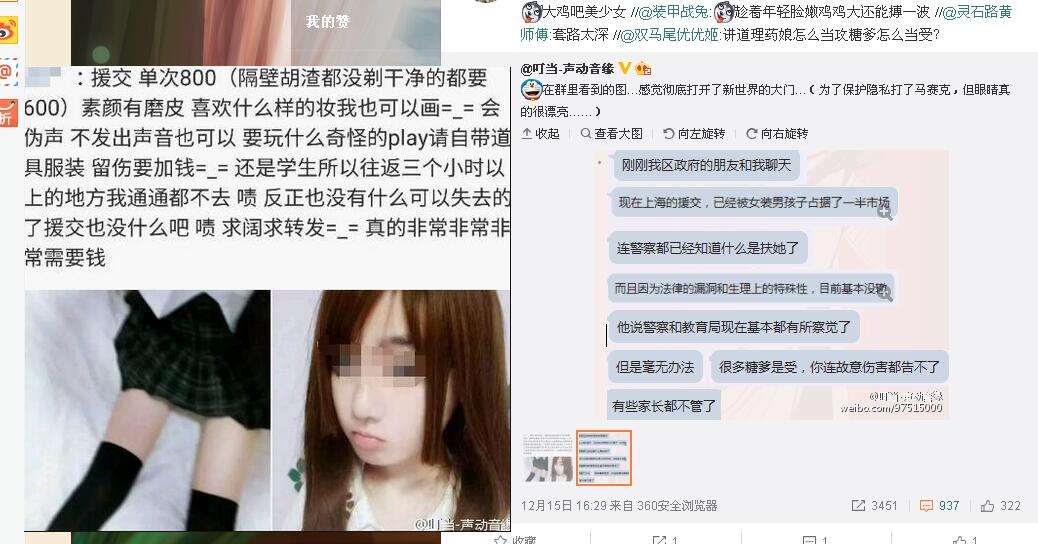 我的赞
：援交 单次800（隔壁胡渣都没剃干净的都要
600）素颜有磨皮 喜欢什么样的妆我也可以画=_= 会
伪声 不发出声音也可以 要玩什么奇怪的play请自带道
具服装 留伤要加钱=_= 还是学生所以往返三个小时以
上的地方我通通都不去 啧 反正也没有什么可以失去的
了援交也没什么吧 啧 求阔求转发=_= 真的非常非常非
常需要钱
@叮当-声动音缘
大鸡吧美少女 //@装甲战兔:趁着年轻脸嫩鸡鸡大还能搏一波 //@灵石路黄
师傅:套路太深 //@双马尾优优姬:讲道理药娘怎么当攻糖爹怎么当受？
@叮当-声动音缘
在群里看到的图…感觉彻底打开了新世界的大门…（为了保护隐私打了马赛克，但眼睛真
的很漂亮……）
收起 查看大图 向左旋转 向右旋转
刚刚我区政府的朋友和我聊天
现在上海的援交，已经被女装男孩子占据了一半市场
连警察都已经知道什么是扶她了
而且因为法律的漏洞和生理上的特殊性，目前基本没
他说警察和教育局现在基本都有所察觉了
但是毫无办法
很多糖爹是受，你连故意伤害都告不了
有些家长都不管了
@叮当-声动音缘
weibo.com/97515000
12月15日 16:29 来自 360安全浏览器
3451 937 322
收藏 1 1 1